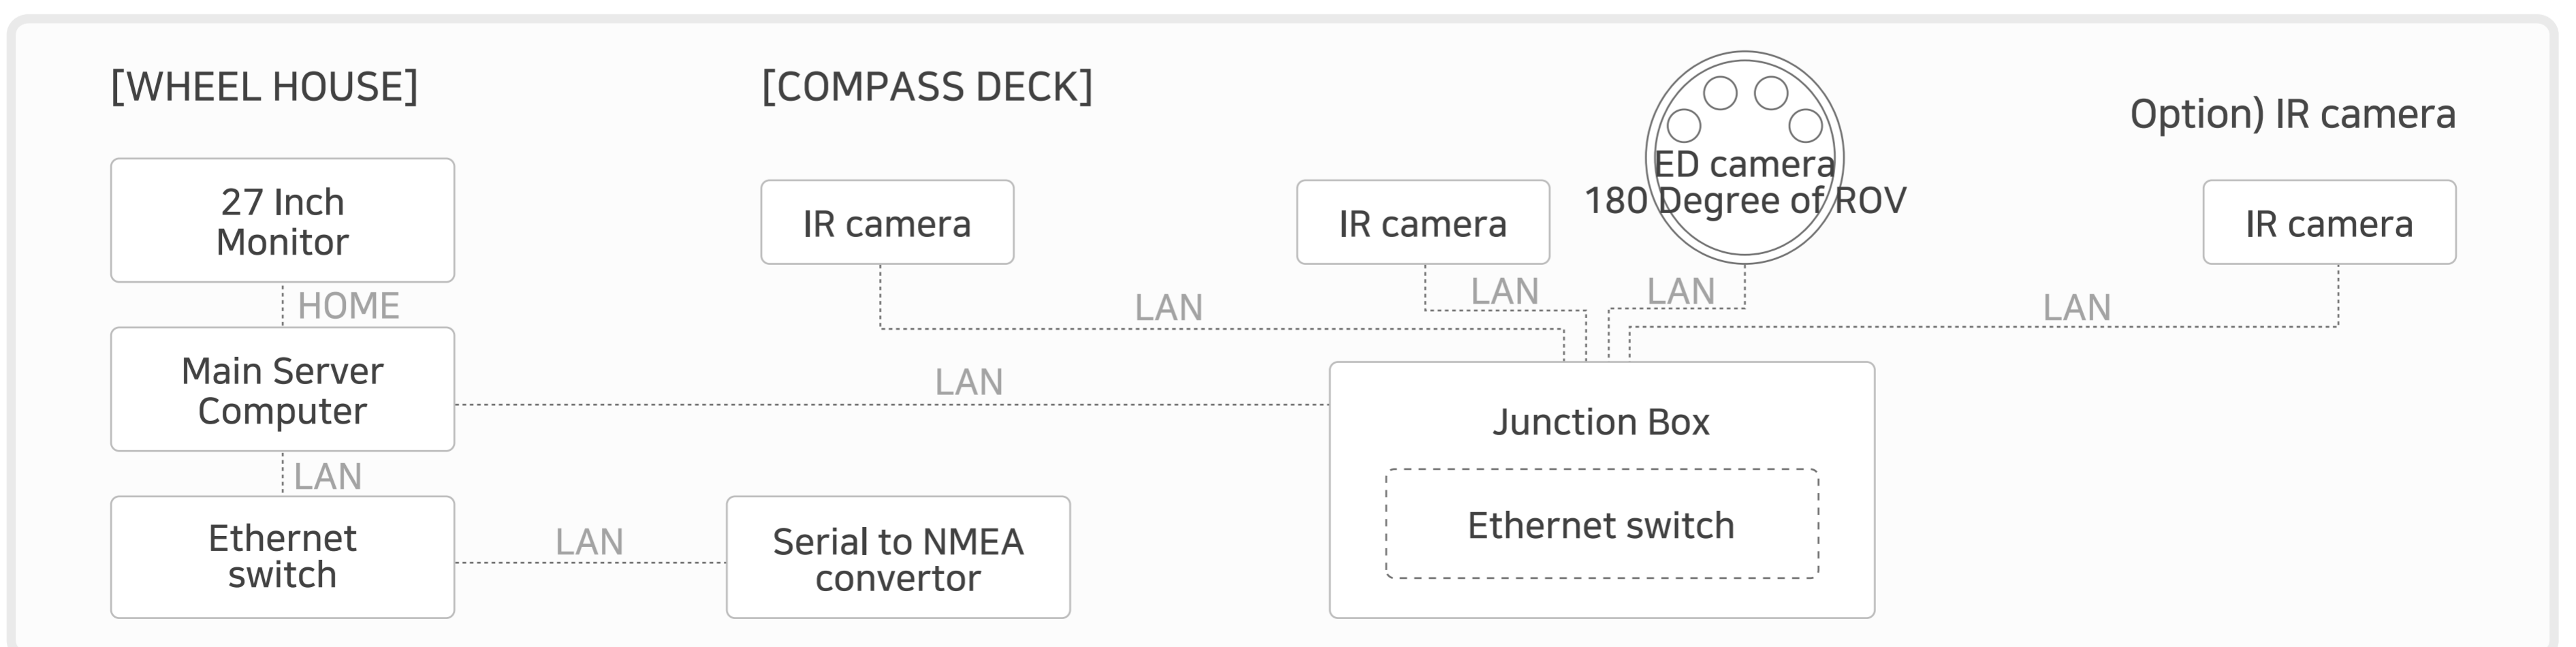 [WHEEL HOUSE]
[COMPASS DECK]
Option) IR camera
27 Inch
Monitor
HOME
Main Server
Computer
LAN
Ethernet
switch
LAN
Serial to NMEA
convertor
LAN
IR camera
LAN
IR camera
LAN
ED camera
180 Degree of ROV
LAN
IR camera
LAN
Junction Box
Ethernet switch